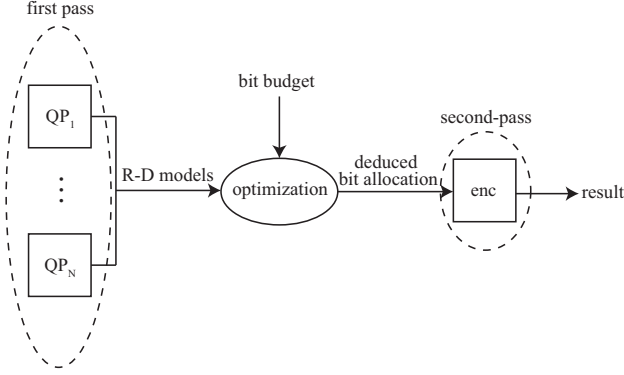 first pass
QP1
⋮
QPN
R-D models
bit budget
optimization
deduced
bit allocation
second-pass
enc
result